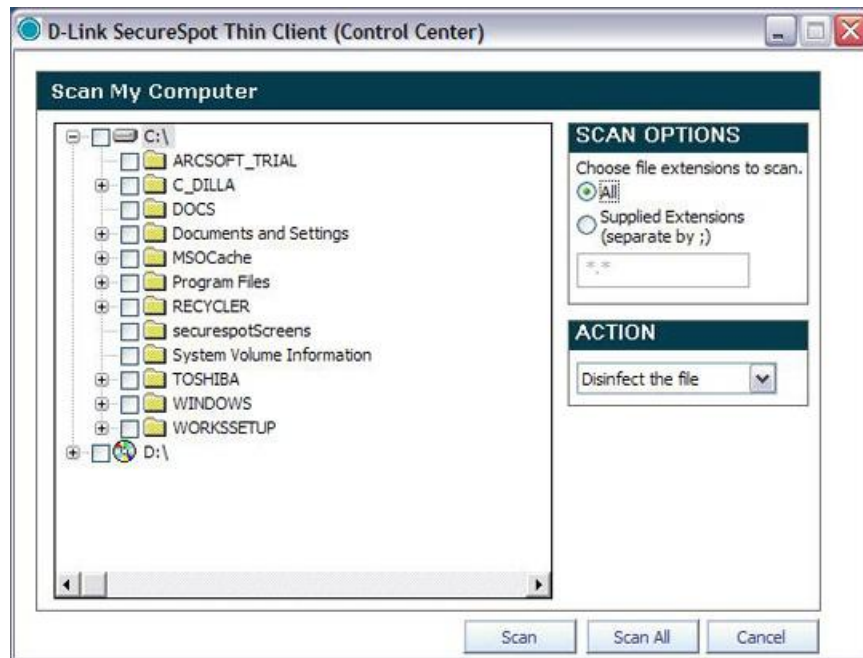 D-Link SecureSpot Thin Client (Control Center)
Scan My Computer
C:\
ARCSOFT_TRIAL
C_DILLA
DOCS
Documents and Settings
MSOCache
Program Files
RECYCLER
securespotScreens
System Volume Information
TOSHIBA
WINDOWS
WORKSSETUP
D:\
SCAN OPTIONS
Choose file extensions to scan.
All
Supplied Extensions
(separate by ;)
*.*
ACTION
Disinfect the file
Scan
Scan All
Cancel